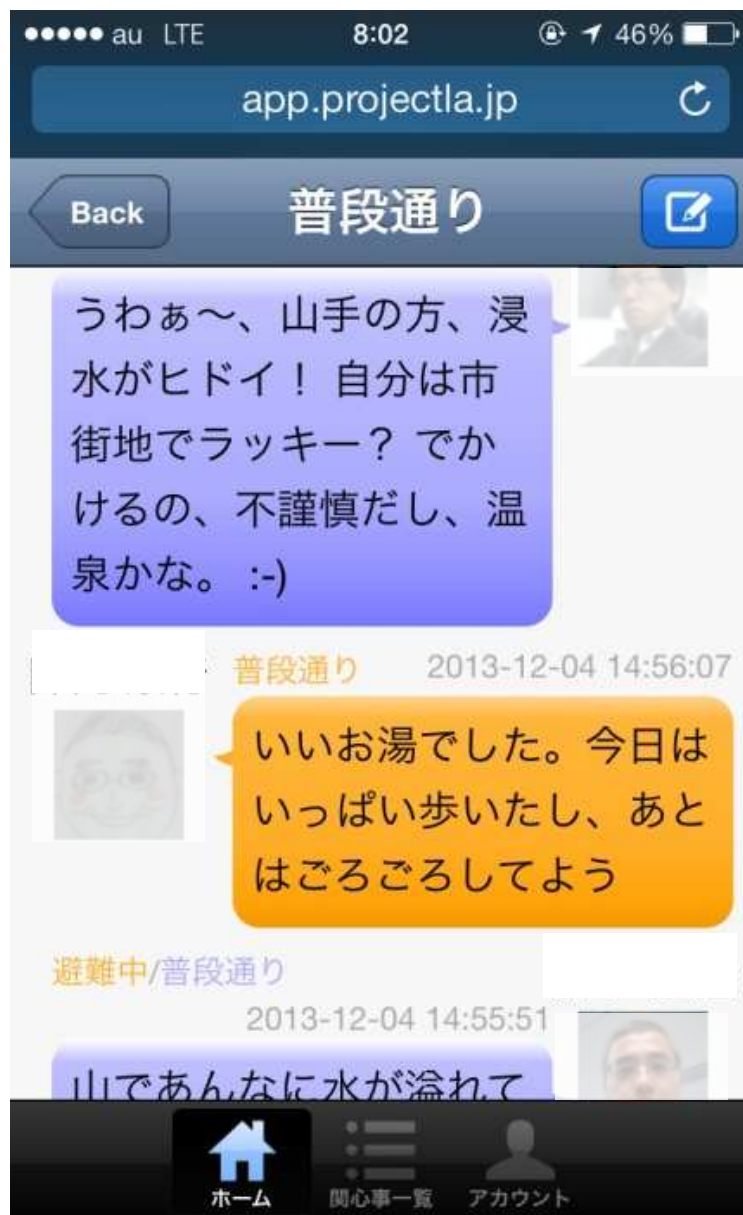 au LTE 8:02 46%
app.projectla.jp
Back 普段通り
うわぁ〜、山手の方、浸
水がヒドイ! 自分は市
街地でラッキー? でか
けるの、不謹慎だし、温
泉かな。 :-)
普段通り 2013-12-04 14:56:07
いいお湯でした。今日は
いっぱい歩いたし、あと
はごろごろしてよう
避難中/普段通り
2013-12-04 14:55:51
山であんなに水が溢れて
ホーム 関心事一覧 アカウント